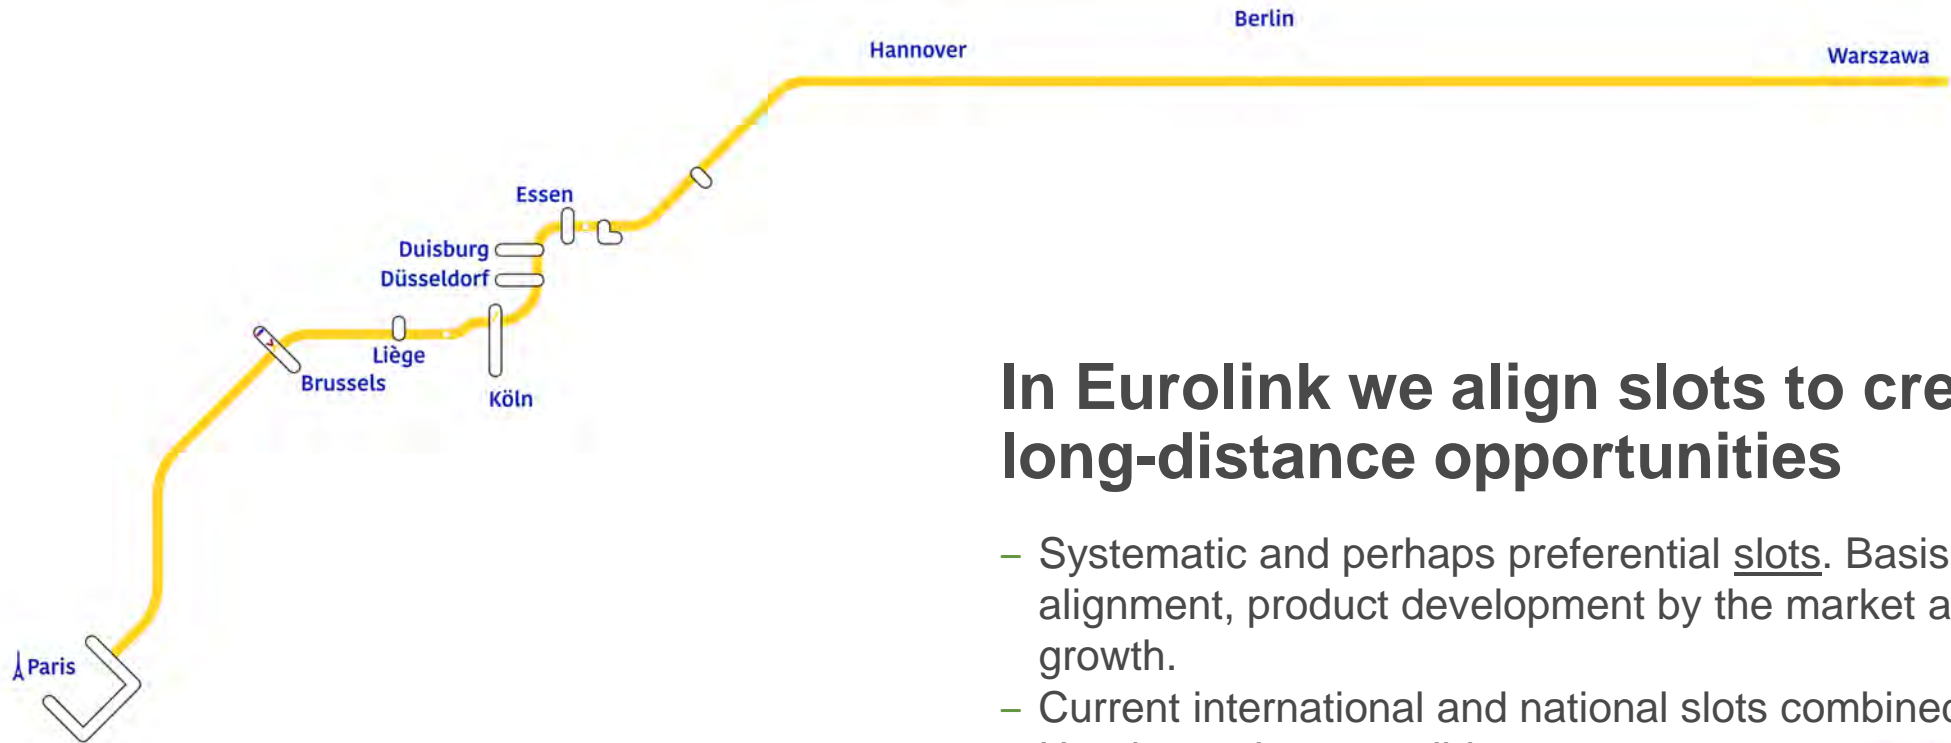 Berlin
Hannover
Warszawa
Essen
Duisburg
Düsseldorf
Liège
Brussels
Köln
Paris
In Eurolink we align slots to cre
long-distance opportunities
– Systematic and perhaps preferential slots. Basis
alignment, product development by the market a
growth.
– Current international and national slots combined